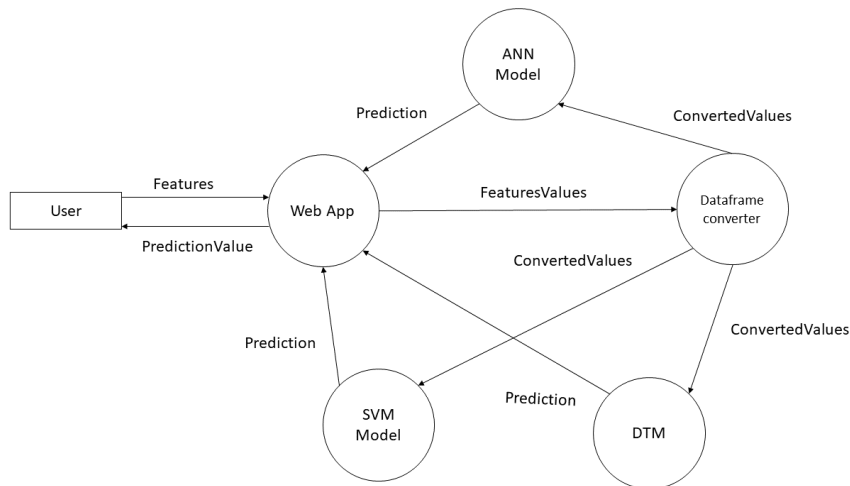 ANN
Model
Prediction
ConvertedValues
Features
FeaturesValues
User
Web App
Dataframe
converter
PredictionValue
ConvertedValues
Prediction
ConvertedValues
Prediction
SVM
Model
DTM